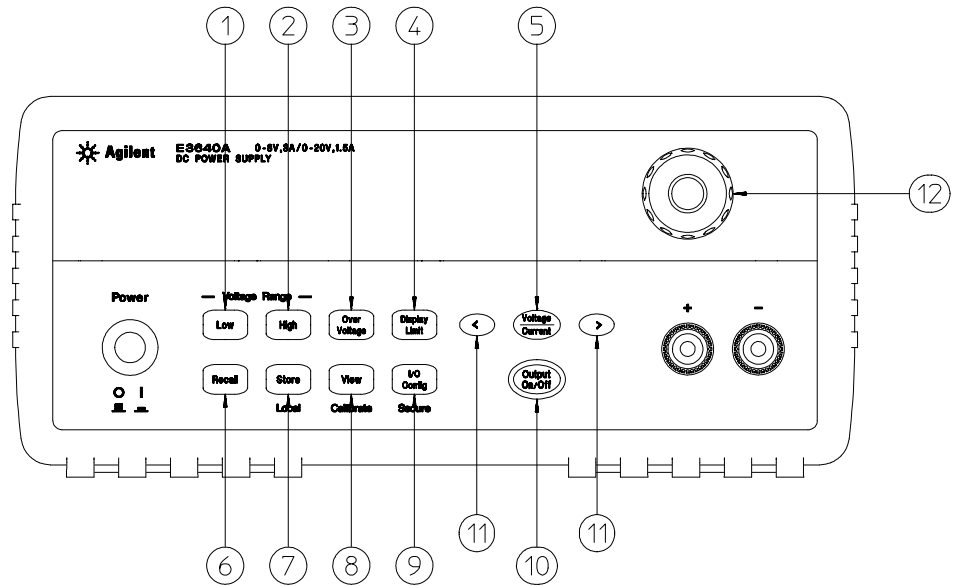 1 2 3 4 5
Agilent E3640A 0-8V,3A/0-20V,1.5A
DC POWER SUPPLY
12
Power
Voltage Range
Low High Over Voltage Display Limit < Voltage Current >
+ −
Recall Store View I/O Config Output On/Off
O I
Local Calibrate Secure
11 11
6 7 8 9 10